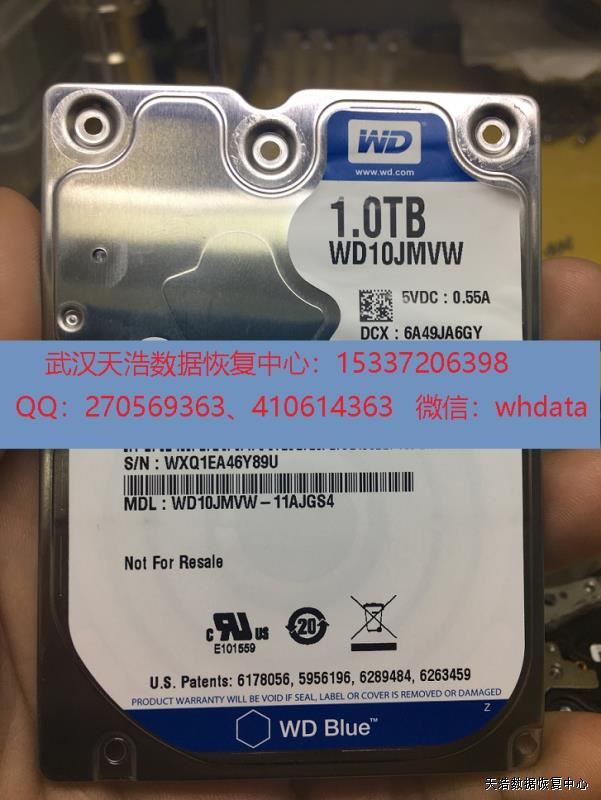 WD
www.wd.com
1.0TB
WD10JMVW
5VDC : 0.55A
DCX : 6A49JA6GY
武汉天浩数据恢复中心：15337206398
QQ：270569363、410614363 微信：whdata
S/N : WXQ1EA46Y89U
MDL : WD10JMVW-11AJGS4
Not For Resale
c UR US
E101559
20
U.S. Patents: 6178056, 5956196, 6289484, 6263459
PRODUCT WARRANTY WILL BE VOID IF SEAL, LABEL OR COVER IS REMOVED OR DAMAGED
Z
WD Blue™
天浩数据恢复中心